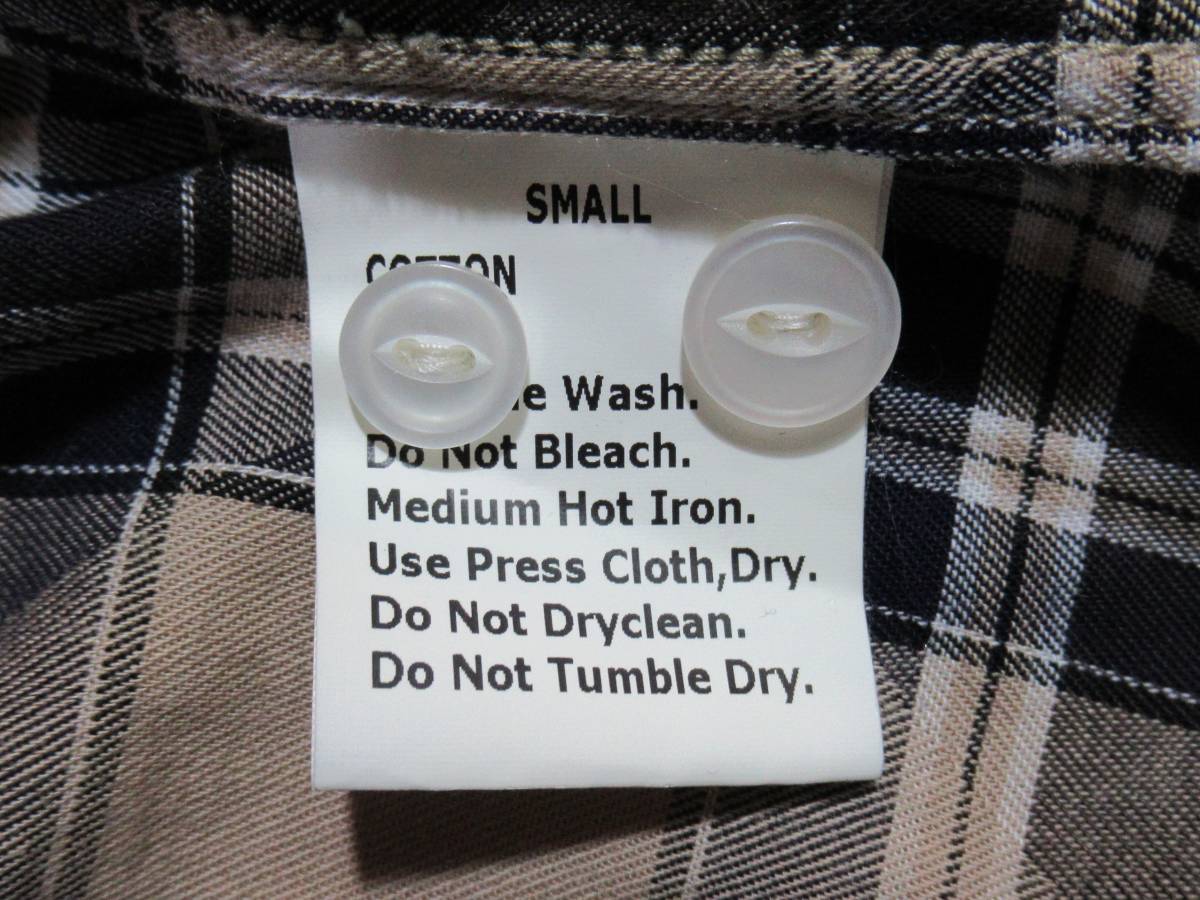 SMALL
COTTON
Wash.
Do Not Bleach.
Medium Hot Iron.
Use Press Cloth,Dry.
Do Not Dryclean.
Do Not Tumble Dry.